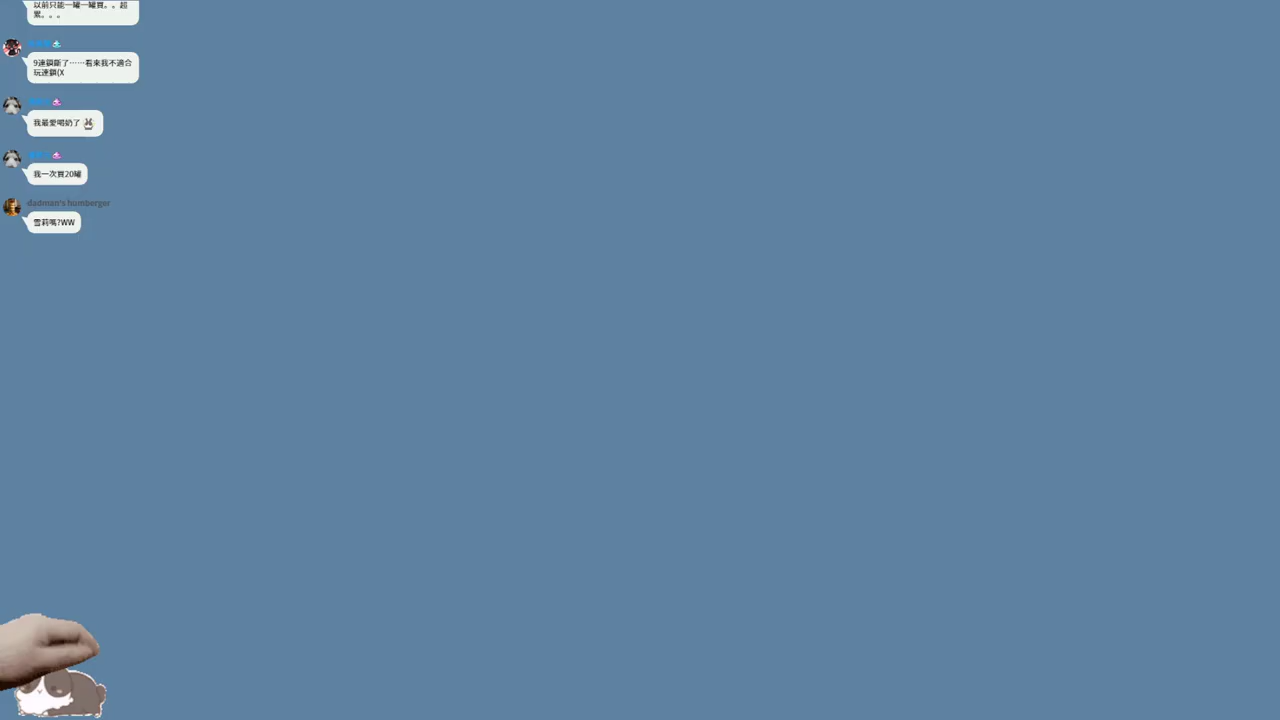 以前只能一罐一罐買。。超
累。。。
9連鎖斷了⋯⋯看来我不適合
玩連鎖(X
我最愛喝奶了
我一次買20罐
dadman's humberger
雪莉嗎?WW